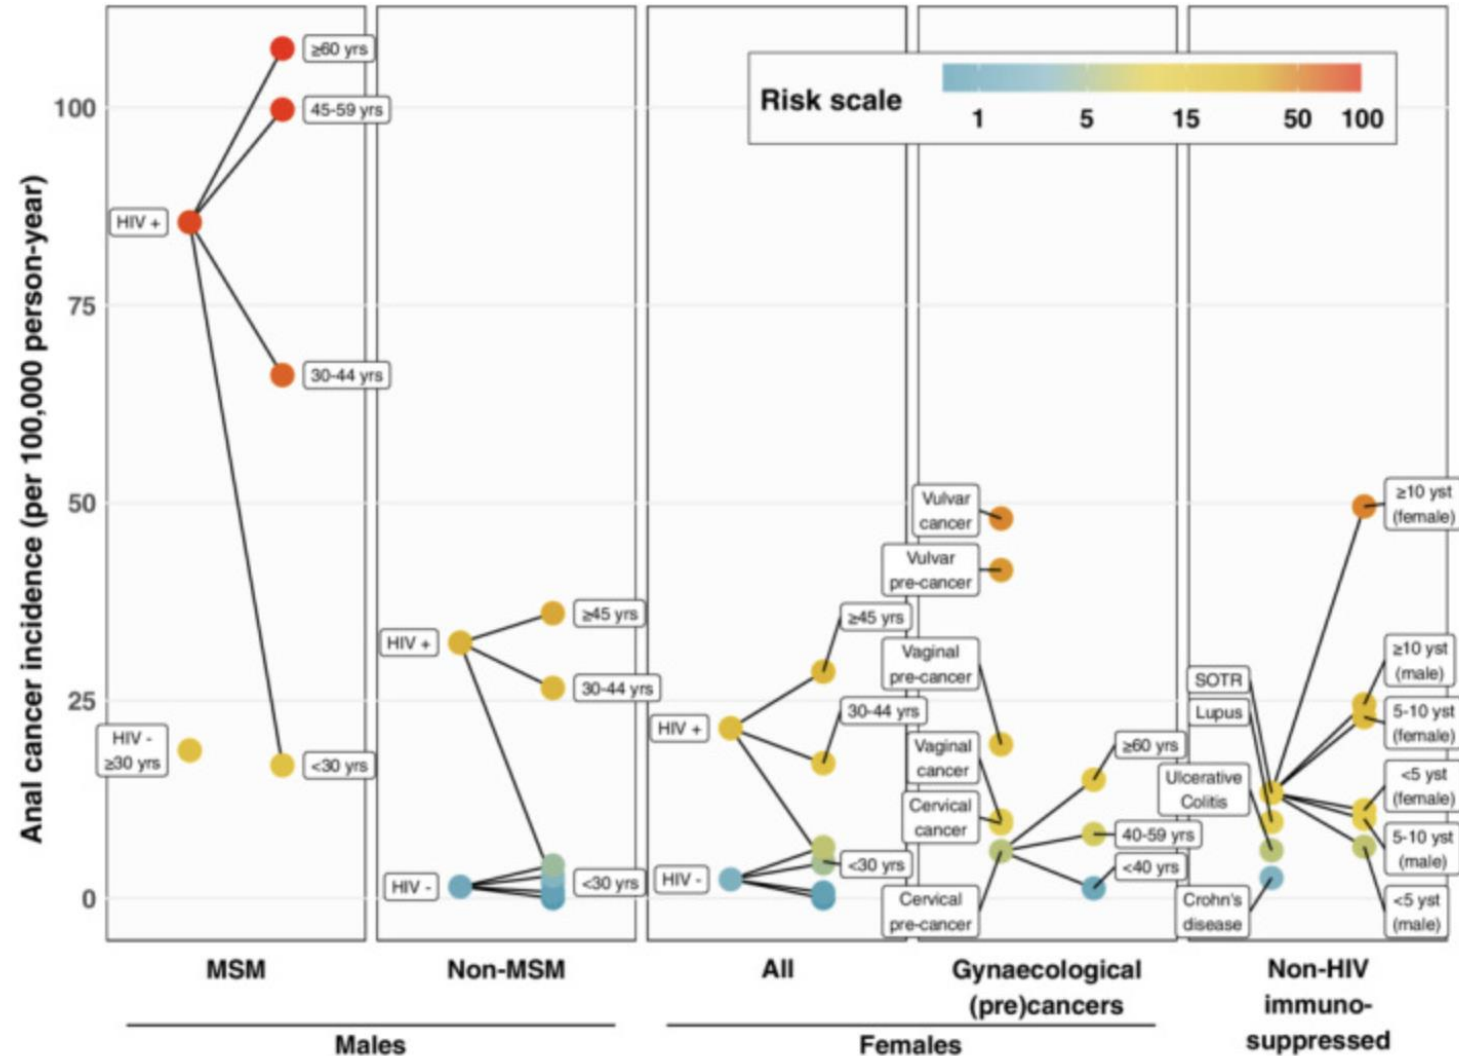 Anal cancer incidence (per 100,000 person-year)
100
75
50
25
0
Risk scale
1 5 15 50 100
≥60 yrs
45-59 yrs
HIV +
30-44 yrs
HIV -
≥30 yrs
<30 yrs
HIV +
≥45 yrs
30-44 yrs
HIV -
<30 yrs
≥45 yrs
30-44 yrs
HIV +
HIV -
<30 yrs
Vulvar
cancer
Vulvar
pre-cancer
Vaginal
pre-cancer
Vaginal
cancer
Cervical
cancer
Cervical
pre-cancer
≥60 yrs
40-59 yrs
<40 yrs
SOTR
Lupus
Ulcerative
Colitis
Crohn's
disease
≥10 yst
(female)
≥10 yst
(male)
5-10 yst
(female)
<5 yst
(female)
5-10 yst
(male)
<5 yst
(male)
MSM
Non-MSM
All
Gynaecological
(pre)cancers
Non-HIV
immuno-
suppressed
Males
Females